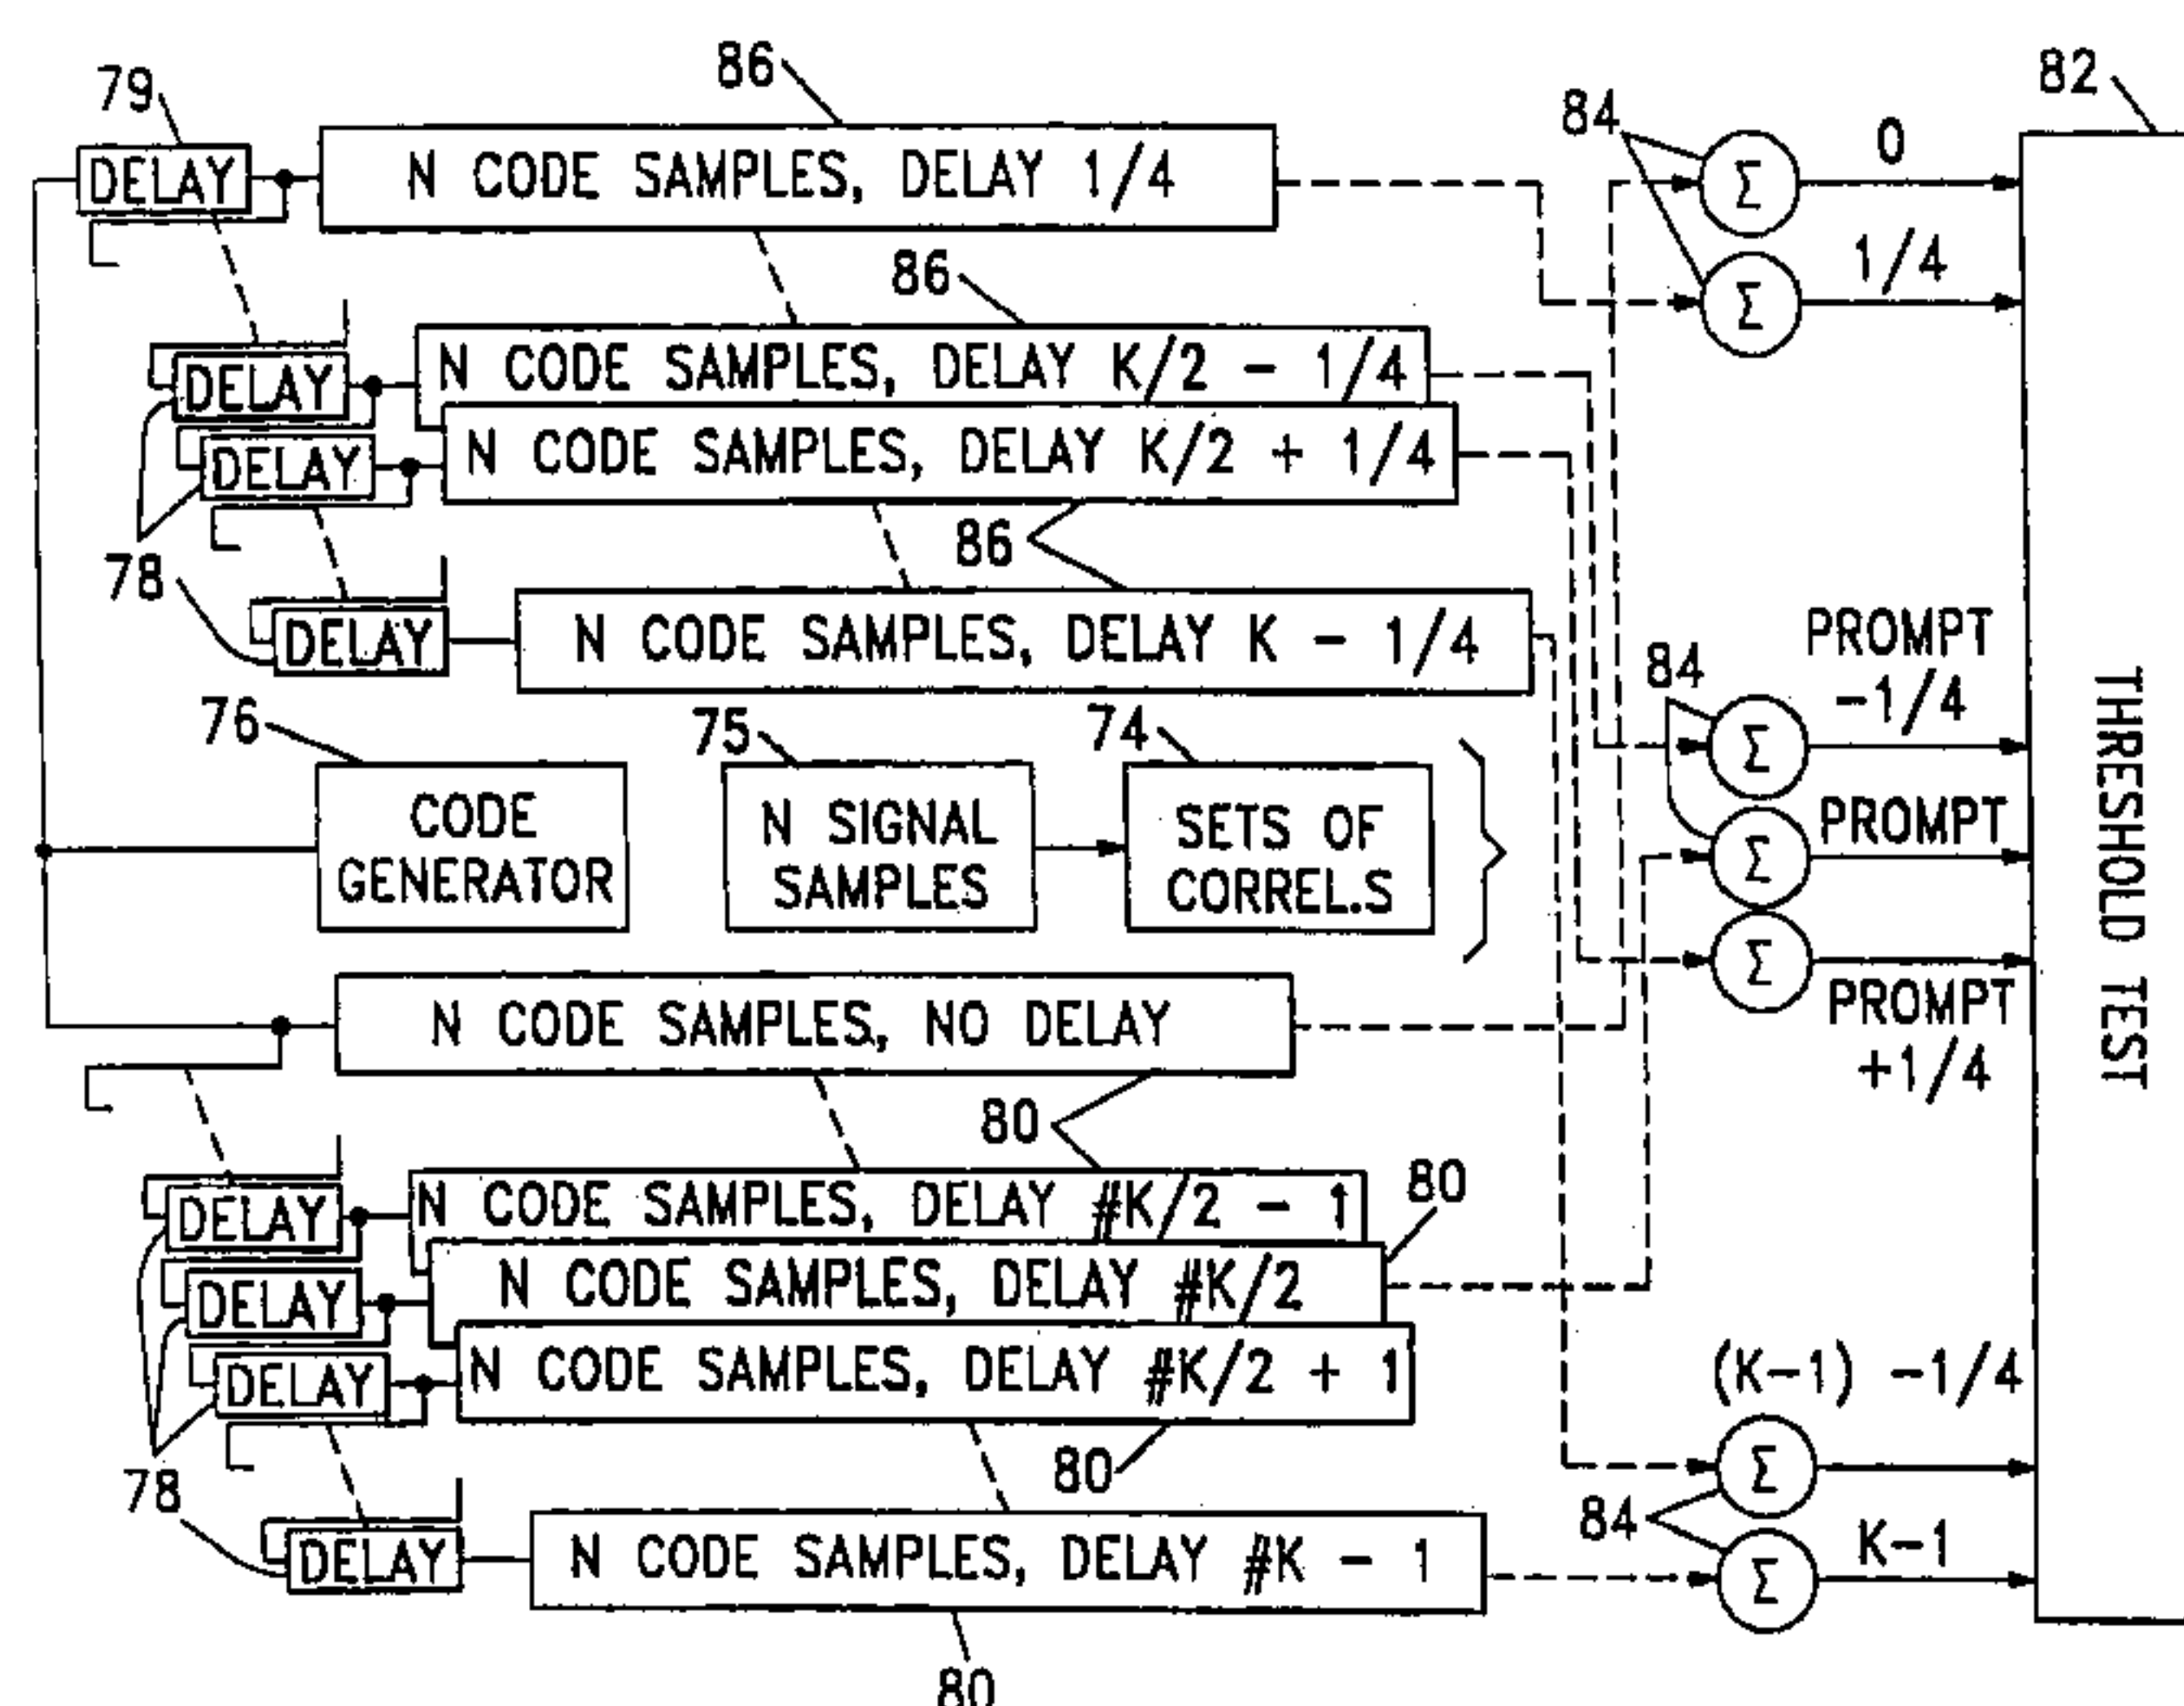 86
82
79
84
0
DELAY
N CODE SAMPLES, DELAY 1/4
Σ
1/4
Σ
86
DELAY
N CODE SAMPLES, DELAY K/2 - 1/4
DELAY
N CODE SAMPLES, DELAY K/2 + 1/4
86
78
DELAY
N CODE SAMPLES, DELAY K - 1/4
PROMPT
-1/4
84
Σ
76
75
74
CODE
GENERATOR
N SIGNAL
SAMPLES
SETS OF
CORREL.S
PROMPT
Σ
Σ
PROMPT
+1/4
THRESHOLD TEST
N CODE SAMPLES, NO DELAY
80
80
DELAY
N CODE SAMPLES, DELAY #K/2 - 1
DELAY
N CODE SAMPLES, DELAY #K/2
DELAY
N CODE SAMPLES, DELAY #K/2 + 1
(K-1) -1/4
80
Σ
78
84
DELAY
N CODE SAMPLES, DELAY #K - 1
K-1
Σ
80